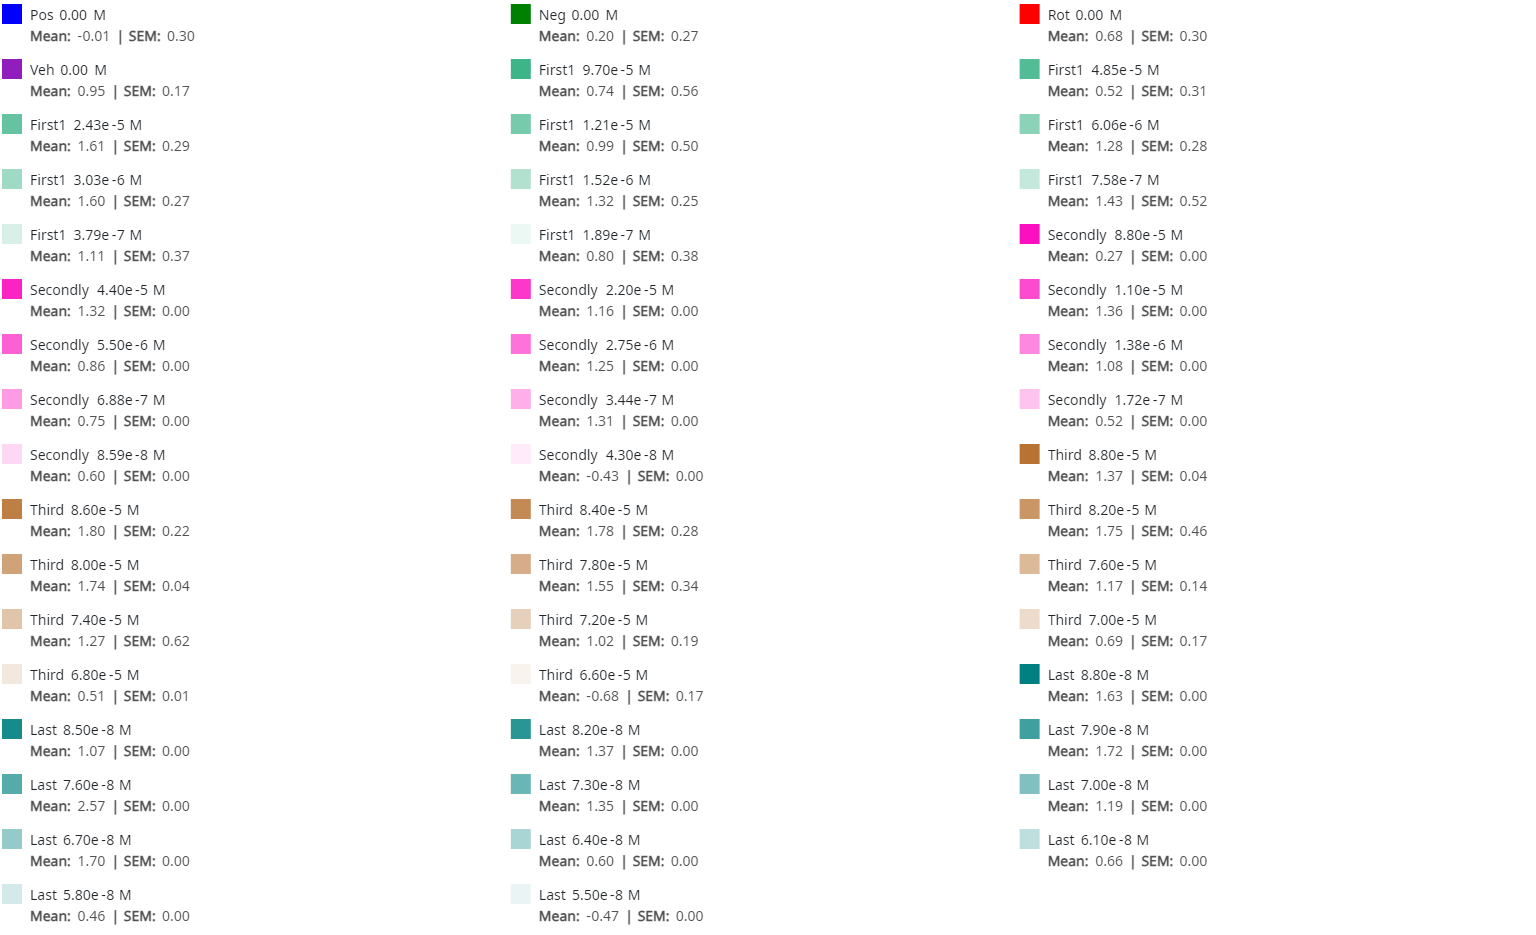 Pos 0.00 M
Mean: -0.01 | SEM: 0.30
Neg 0.00 M
Mean: 0.20 | SEM: 0.27
Rot 0.00 M
Mean: 0.68 | SEM: 0.30
Veh 0.00 M
Mean: 0.95 | SEM: 0.17
First1 9.70e-5 M
Mean: 0.74 | SEM: 0.56
First1 4.85e-5 M
Mean: 0.52 | SEM: 0.31
First1 2.43e-5 M
Mean: 1.61 | SEM: 0.29
First1 1.21e-5 M
Mean: 0.99 | SEM: 0.50
First1 6.06e-6 M
Mean: 1.28 | SEM: 0.28
First1 3.03e-6 M
Mean: 1.60 | SEM: 0.27
First1 1.52e-6 M
Mean: 1.32 | SEM: 0.25
First1 7.58e-7 M
Mean: 1.43 | SEM: 0.52
First1 3.79e-7 M
Mean: 1.11 | SEM: 0.37
First1 1.89e-7 M
Mean: 0.80 | SEM: 0.38
Secondly 8.80e-5 M
Mean: 0.27 | SEM: 0.00
Secondly 4.40e-5 M
Mean: 1.32 | SEM: 0.00
Secondly 2.20e-5 M
Mean: 1.16 | SEM: 0.00
Secondly 1.10e-5 M
Mean: 1.36 | SEM: 0.00
Secondly 5.50e-6 M
Mean: 0.86 | SEM: 0.00
Secondly 2.75e-6 M
Mean: 1.25 | SEM: 0.00
Secondly 1.38e-6 M
Mean: 1.08 | SEM: 0.00
Secondly 6.88e-7 M
Mean: 0.75 | SEM: 0.00
Secondly 3.44e-7 M
Mean: 1.31 | SEM: 0.00
Secondly 1.72e-7 M
Mean: 0.52 | SEM: 0.00
Secondly 8.59e-8 M
Mean: 0.60 | SEM: 0.00
Secondly 4.30e-8 M
Mean: -0.43 | SEM: 0.00
Third 8.80e-5 M
Mean: 1.37 | SEM: 0.04
Third 8.60e-5 M
Mean: 1.80 | SEM: 0.22
Third 8.40e-5 M
Mean: 1.78 | SEM: 0.28
Third 8.20e-5 M
Mean: 1.75 | SEM: 0.46
Third 8.00e-5 M
Mean: 1.74 | SEM: 0.04
Third 7.80e-5 M
Mean: 1.55 | SEM: 0.34
Third 7.60e-5 M
Mean: 1.17 | SEM: 0.14
Third 7.40e-5 M
Mean: 1.27 | SEM: 0.62
Third 7.20e-5 M
Mean: 1.02 | SEM: 0.19
Third 7.00e-5 M
Mean: 0.69 | SEM: 0.17
Third 6.80e-5 M
Mean: 0.51 | SEM: 0.01
Third 6.60e-5 M
Mean: -0.68 | SEM: 0.17
Last 8.80e-8 M
Mean: 1.63 | SEM: 0.00
Last 8.50e-8 M
Mean: 1.07 | SEM: 0.00
Last 8.20e-8 M
Mean: 1.37 | SEM: 0.00
Last 7.90e-8 M
Mean: 1.72 | SEM: 0.00
Last 7.60e-8 M
Mean: 2.57 | SEM: 0.00
Last 7.30e-8 M
Mean: 1.35 | SEM: 0.00
Last 7.00e-8 M
Mean: 1.19 | SEM: 0.00
Last 6.70e-8 M
Mean: 1.70 | SEM: 0.00
Last 6.40e-8 M
Mean: 0.60 | SEM: 0.00
Last 6.10e-8 M
Mean: 0.66 | SEM: 0.00
Last 5.80e-8 M
Mean: 0.46 | SEM: 0.00
Last 5.50e-8 M
Mean: -0.47 | SEM: 0.00